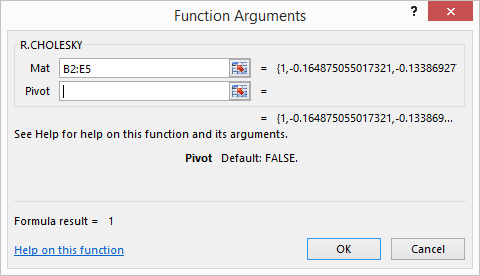 Function Arguments
R.CHOLESKY
Mat B2:E5 = {1,-0.164875055017321,-0.13386927
Pivot =
= {1,-0.164875055017321,-0.133869...
See Help for help on this function and its arguments.
Pivot Default: FALSE.
Formula result = 1
Help on this function OK Cancel